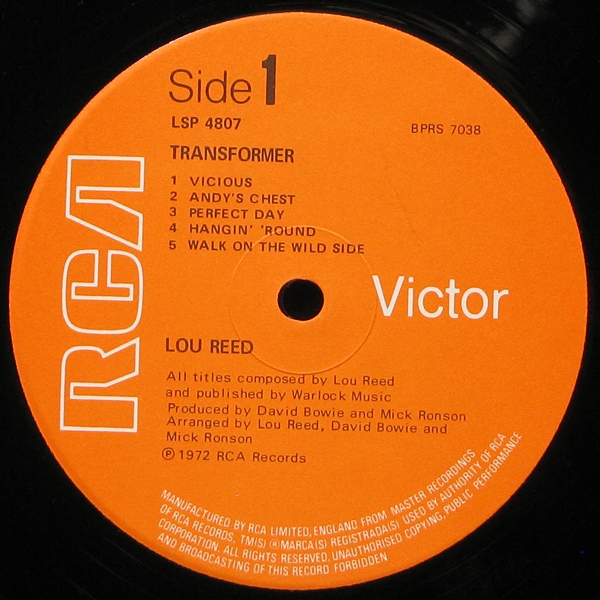 Side 1
LSP 4807
BPRS 7038
TRANSFORMER
1 VICIOUS
2 ANDY'S CHEST
3 PERFECT DAY
4 HANGIN' 'ROUND
5 WALK ON THE WILD SIDE
RCA
Victor
LOU REED
All titles composed by Lou Reed
and published by Warlock Music
Produced by David Bowie and Mick Ronson
Arranged by Lou Reed, David Bowie and
Mick Ronson
Ⓟ 1972 RCA Records
MANUFACTURED BY RCA LIMITED, ENGLAND FROM MASTER RECORDINGS
OF RCA RECORDS. TM(S) ® MARCA(S) REGISTRADA(S) USED BY AUTHORITY OF RCA
CORPORATION. ALL RIGHTS RESERVED. UNAUTHORISED COPYING, PUBLIC PERFORMANCE
AND BROADCASTING OF THIS RECORD FORBIDDEN